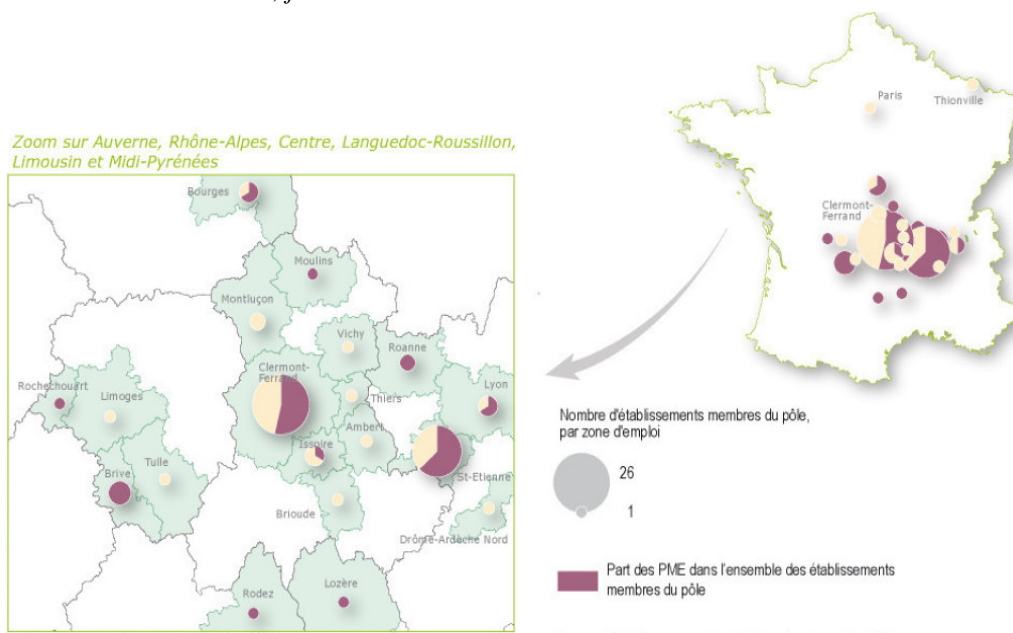 Zoom sur Auverne, Rhône-Alpes, Centre, Languedoc-Roussillon,
Limousin et Midi-Pyrénées
Bourges
Moulins
Montluçon
Vichy
Roanne
Clermont-
Ferrand
Rochechouart
Limoges
Thiers
Lyon
Ambert
Issoire
Tulle
Brive
St-Etienne
Brioude
Drôme-Ardèche Nord
Rodez
Lozère
Paris
Thionville
Clermont-
Ferrand
Nombre d'établissements membres du pôle,
par zone d'emploi
26
1
Part des PME dans l'ensemble des établissements
membres du pôle